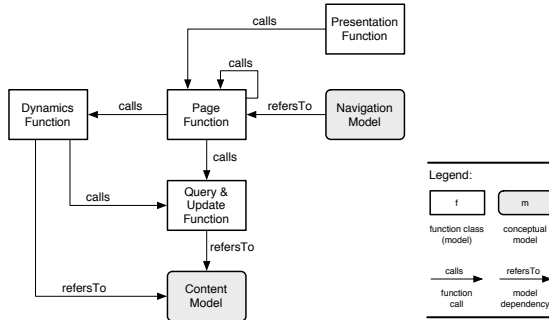 calls
Presentation
Function
calls
Dynamics
Function
calls
Page
Function
refersTo
Navigation
Model
calls
calls
Query &
Update
Function
refersTo
refersTo
Content
Model
Legend:
f
m
function class
(model)
conceptual
model
calls
function
call
refersTo
model
dependency